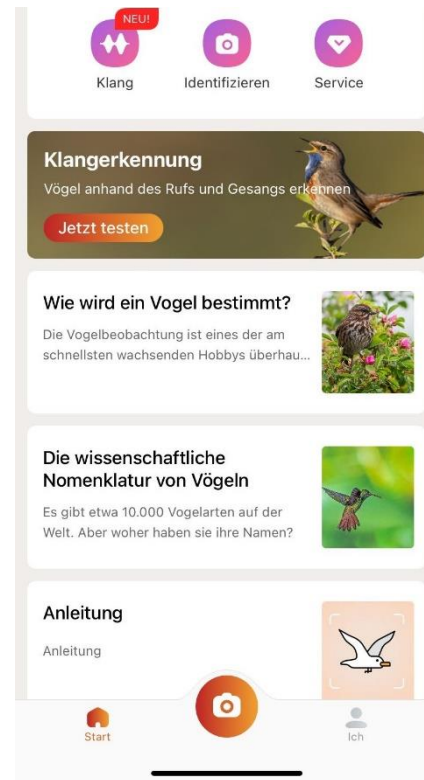 NEU!
Klang
Identifizieren
Service
Klangerkennung
Vögel anhand des Rufs und Gesangs erkennen
Jetzt testen
Wie wird ein Vogel bestimmt?
Die Vogelbeobachtung ist eines der am
schnellsten wachsenden Hobbys überhau...
Die wissenschaftliche
Nomenklatur von Vögeln
Es gibt etwa 10.000 Vogelarten auf der
Welt. Aber woher haben sie ihre Namen?
Anleitung
Anleitung
Start
Ich